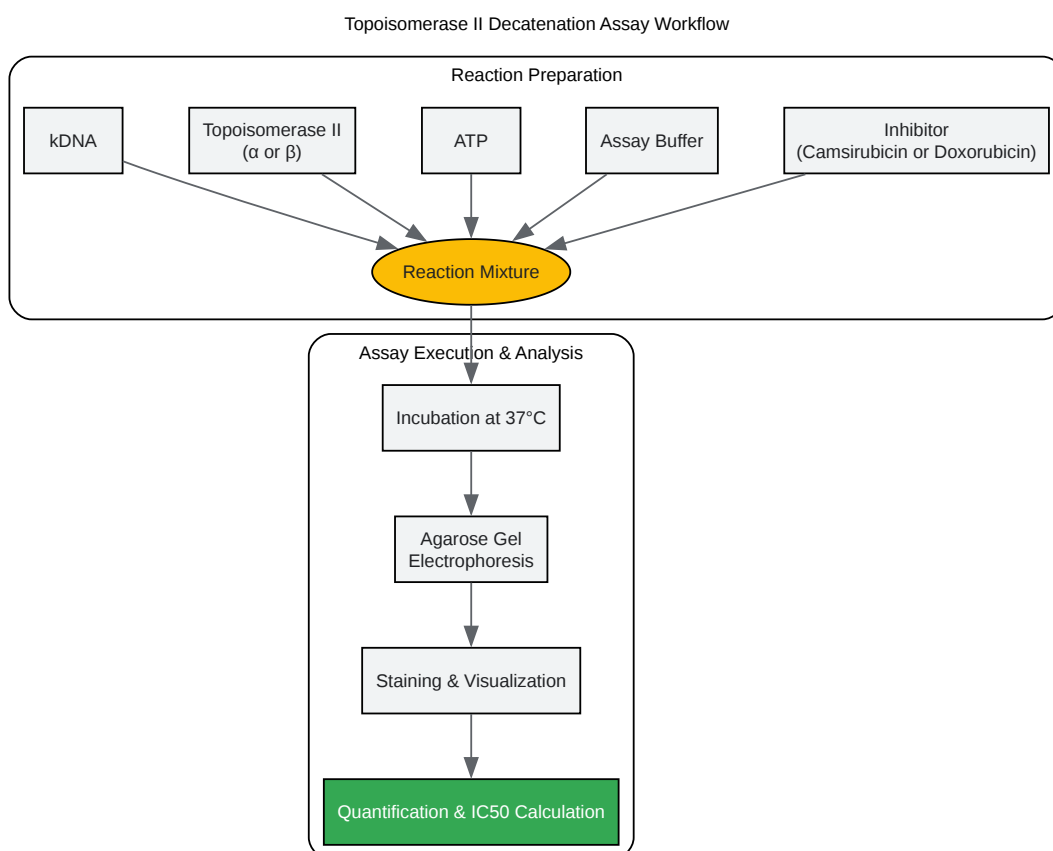 Topoisomerase II Decatenation Assay Workflow
Reaction Preparation
kDNA
Topoisomerase II
(α or β)
ATP
Assay Buffer
Inhibitor
(Camsirubicin or Doxorubicin)
Reaction Mixture
Assay Execution & Analysis
Incubation at 37°C
Agarose Gel
Electrophoresis
Staining & Visualization
Quantification & IC50 Calculation